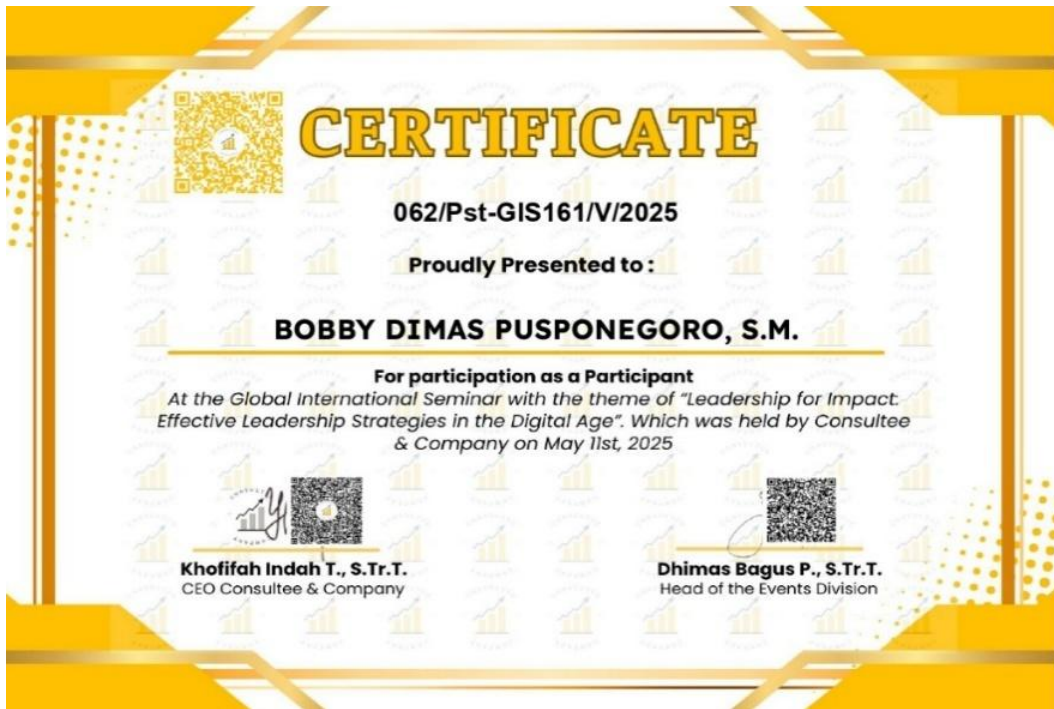 CERTIFICATE
062/Pst-GIS161/V/2025
Proudly Presented to :
BOBBY DIMAS PUSPONEGORO, S.M.
For participation as a Participant
At the Global International Seminar with the theme of “Leadership for Impact:
Effective Leadership Strategies in the Digital Age”. Which was held by Consultee
& Company on May 11st, 2025
Khofifah Indah T., S.Tr.T.
CEO Consultee & Company
Dhimas Bagus P., S.Tr.T.
Head of the Events Division